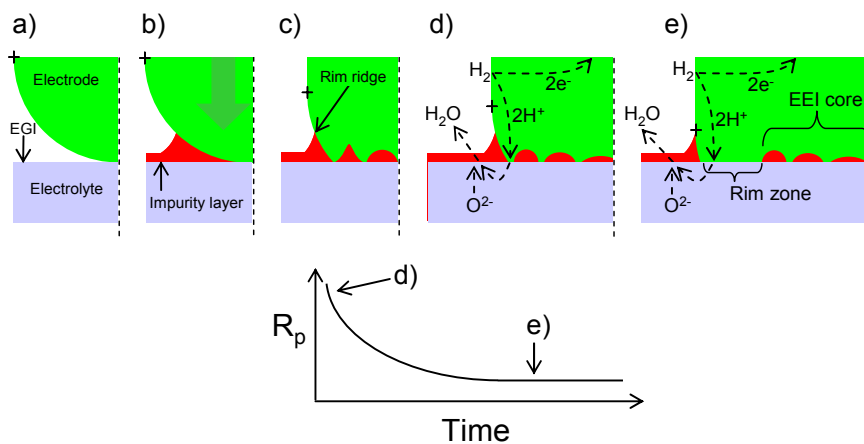 a)
b)
c)
d)
e)
Electrode
EGI
Electrolyte
Impurity layer
Rim ridge
H2
2e-
H2O
2H+
O2-
H2
2e-
EEI core
H2O
2H+
Rim zone
O2-
d)
e)
Rp
Time